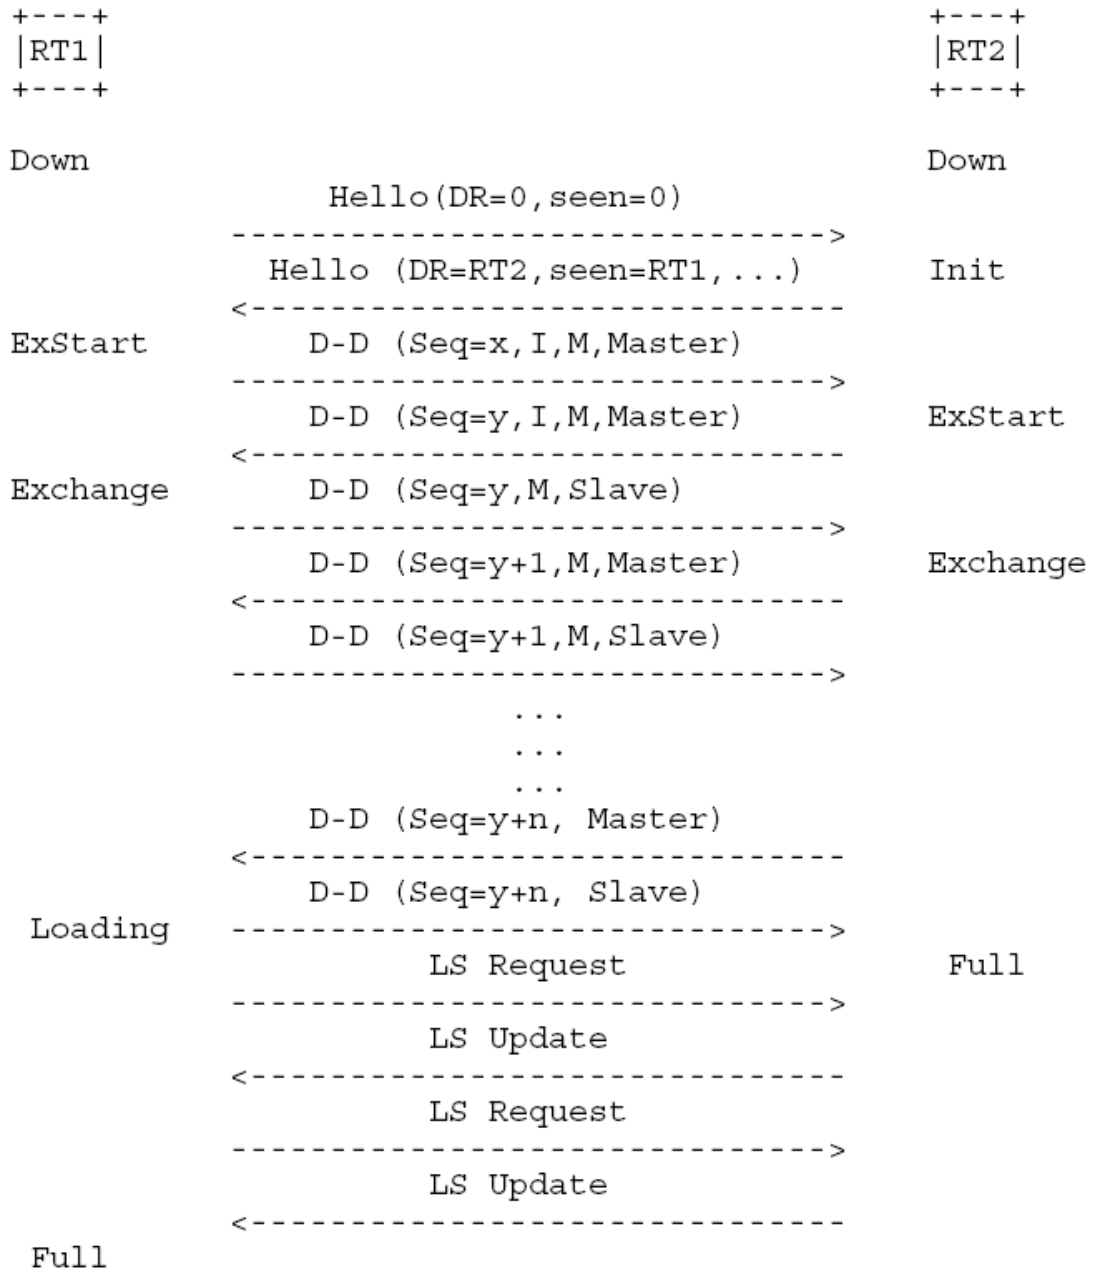 +---+                                         +---+
|RT1|                                         |RT2|
+---+                                         +---+
Down                                          Down
                Hello(DR=0,seen=0)
           ------------------------------>
             Hello (DR=RT2,seen=RT1,...)      Init
           <------------------------------
ExStart        D-D (Seq=x,I,M,Master)
           ------------------------------>
               D-D (Seq=y,I,M,Master)         ExStart
           <------------------------------
Exchange       D-D (Seq=y,M,Slave)
           ------------------------------>
               D-D (Seq=y+1,M,Master)         Exchange
           <------------------------------
               D-D (Seq=y+1,M,Slave)
           ------------------------------>
                         ...
                         ...
                         ...
               D-D (Seq=y+n, Master)
           <------------------------------
               D-D (Seq=y+n, Slave)
 Loading   ------------------------------>
                     LS Request                Full
           ------------------------------>
                     LS Update
           <------------------------------
                     LS Request
           ------------------------------>
                     LS Update
           <------------------------------
 Full